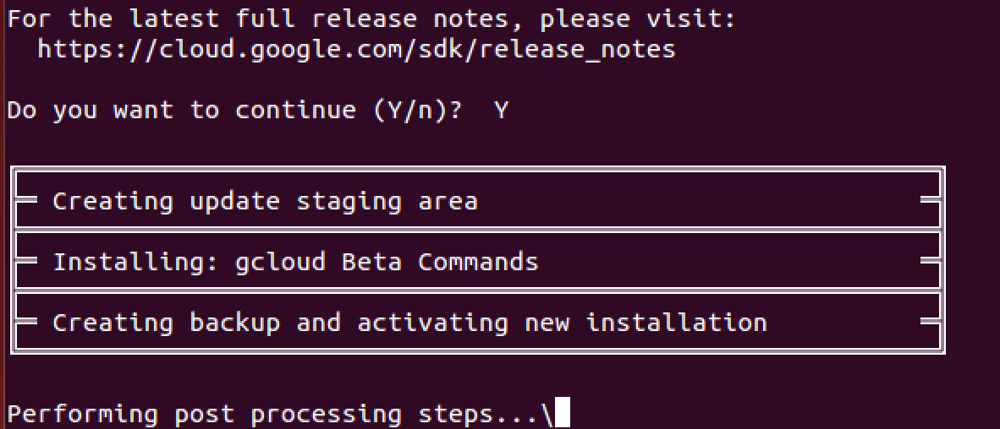 For the latest full release notes, please visit:
  https://cloud.google.com/sdk/release_notes
Do you want to continue (Y/n)?  Y
Creating update staging area
Installing: gcloud Beta Commands
Creating backup and activating new installation
Performing post processing steps...\